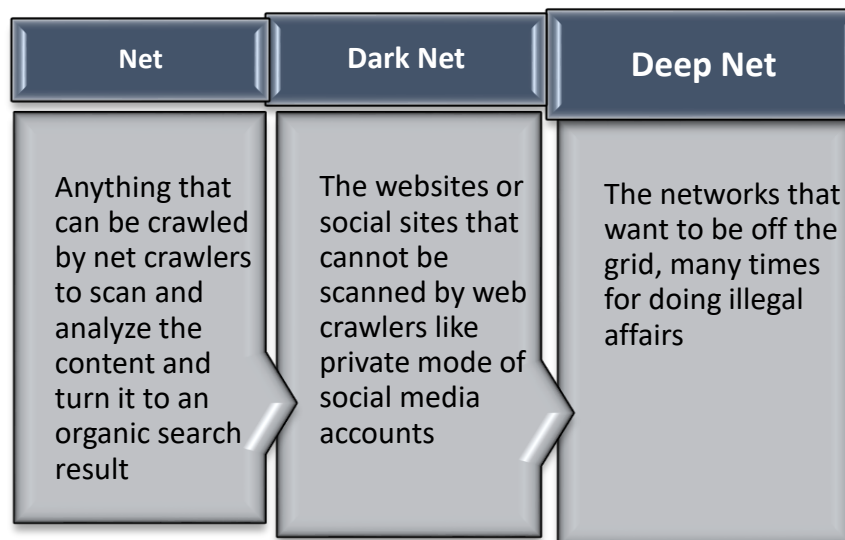 Net
Anything that
can be crawled
by net crawlers
to scan and
analyze the
content and
turn it to an
organic search
result
Dark Net
The websites or
social sites that
cannot be
scanned by web
crawlers like
private mode of
social media
accounts
Deep Net
The networks that
want to be off the
grid, many times
for doing illegal
affairs